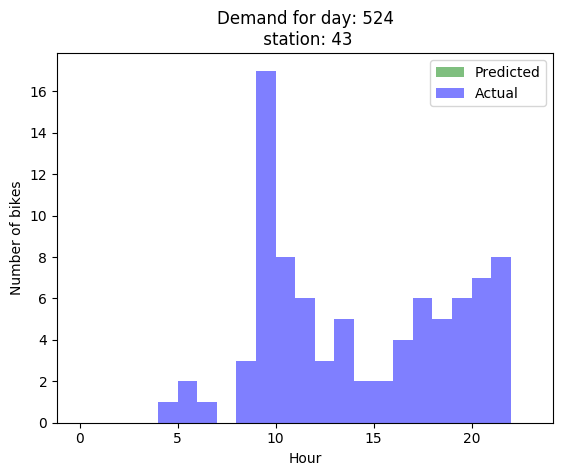 Demand for day: 524
station: 43
Predicted
Actual
Number of bikes
16
14
12
10
8
6
4
2
0
0 5 10 15 20
Hour